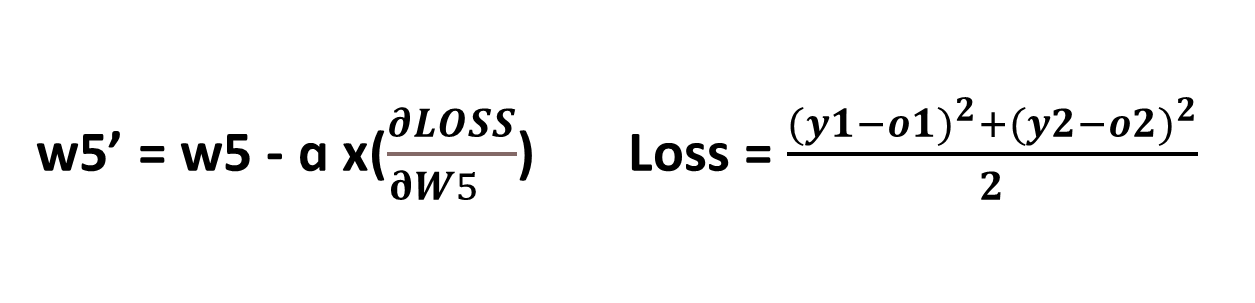 w5′ = w5 - α x(∂LOSS/∂W5) Loss = (y1−o1)²+(y2−o2)²/2